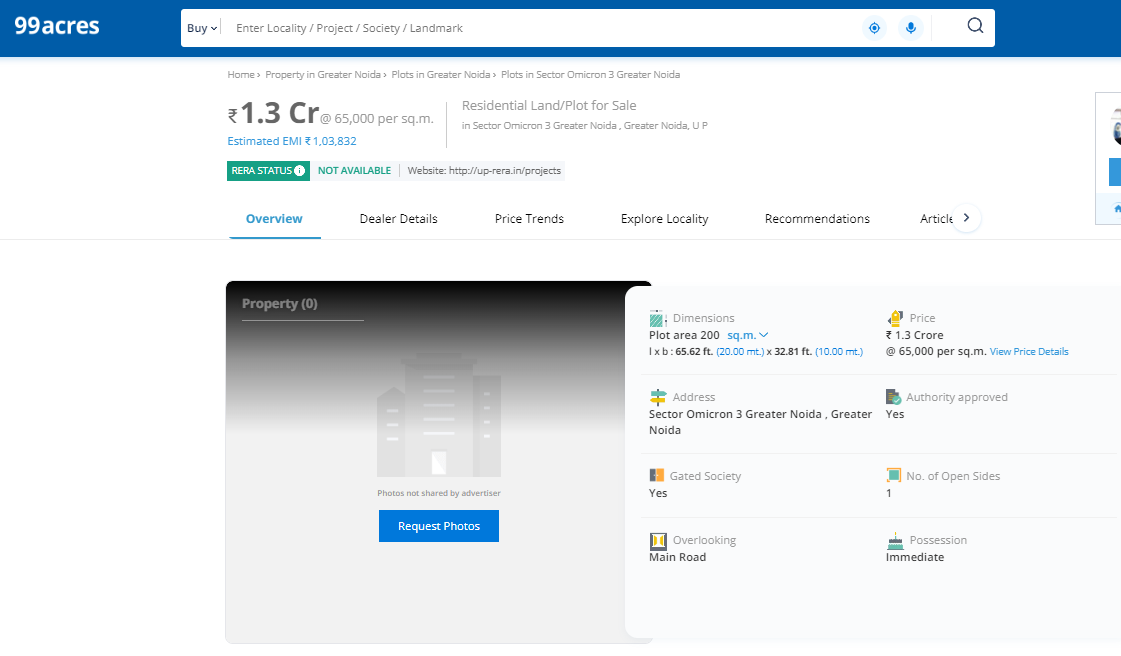 99acres
Buy
Enter Locality / Project / Society / Landmark
Home › Property in Greater Noida › Plots in Greater Noida › Plots in Sector Omicron 3 Greater Noida
₹ 1.3 Cr @ 65,000 per sq.m.
Estimated EMI ₹ 1,03,832
Residential Land/Plot for Sale
in Sector Omicron 3 Greater Noida , Greater Noida, U P
RERA STATUS NOT AVAILABLE Website: http://up-rera.in/projects
Overview Dealer Details Price Trends Explore Locality Recommendations Article
Property (0)
Photos not shared by advertiser
Request Photos
Dimensions
Plot area 200 sq.m.
l x b : 65.62 ft. (20.00 mt.) x 32.81 ft. (10.00 mt.)
Price
₹ 1.3 Crore
@ 65,000 per sq.m. View Price Details
Address
Sector Omicron 3 Greater Noida , Greater
Noida
Authority approved
Yes
Gated Society
Yes
No. of Open Sides
1
Overlooking
Main Road
Possession
Immediate